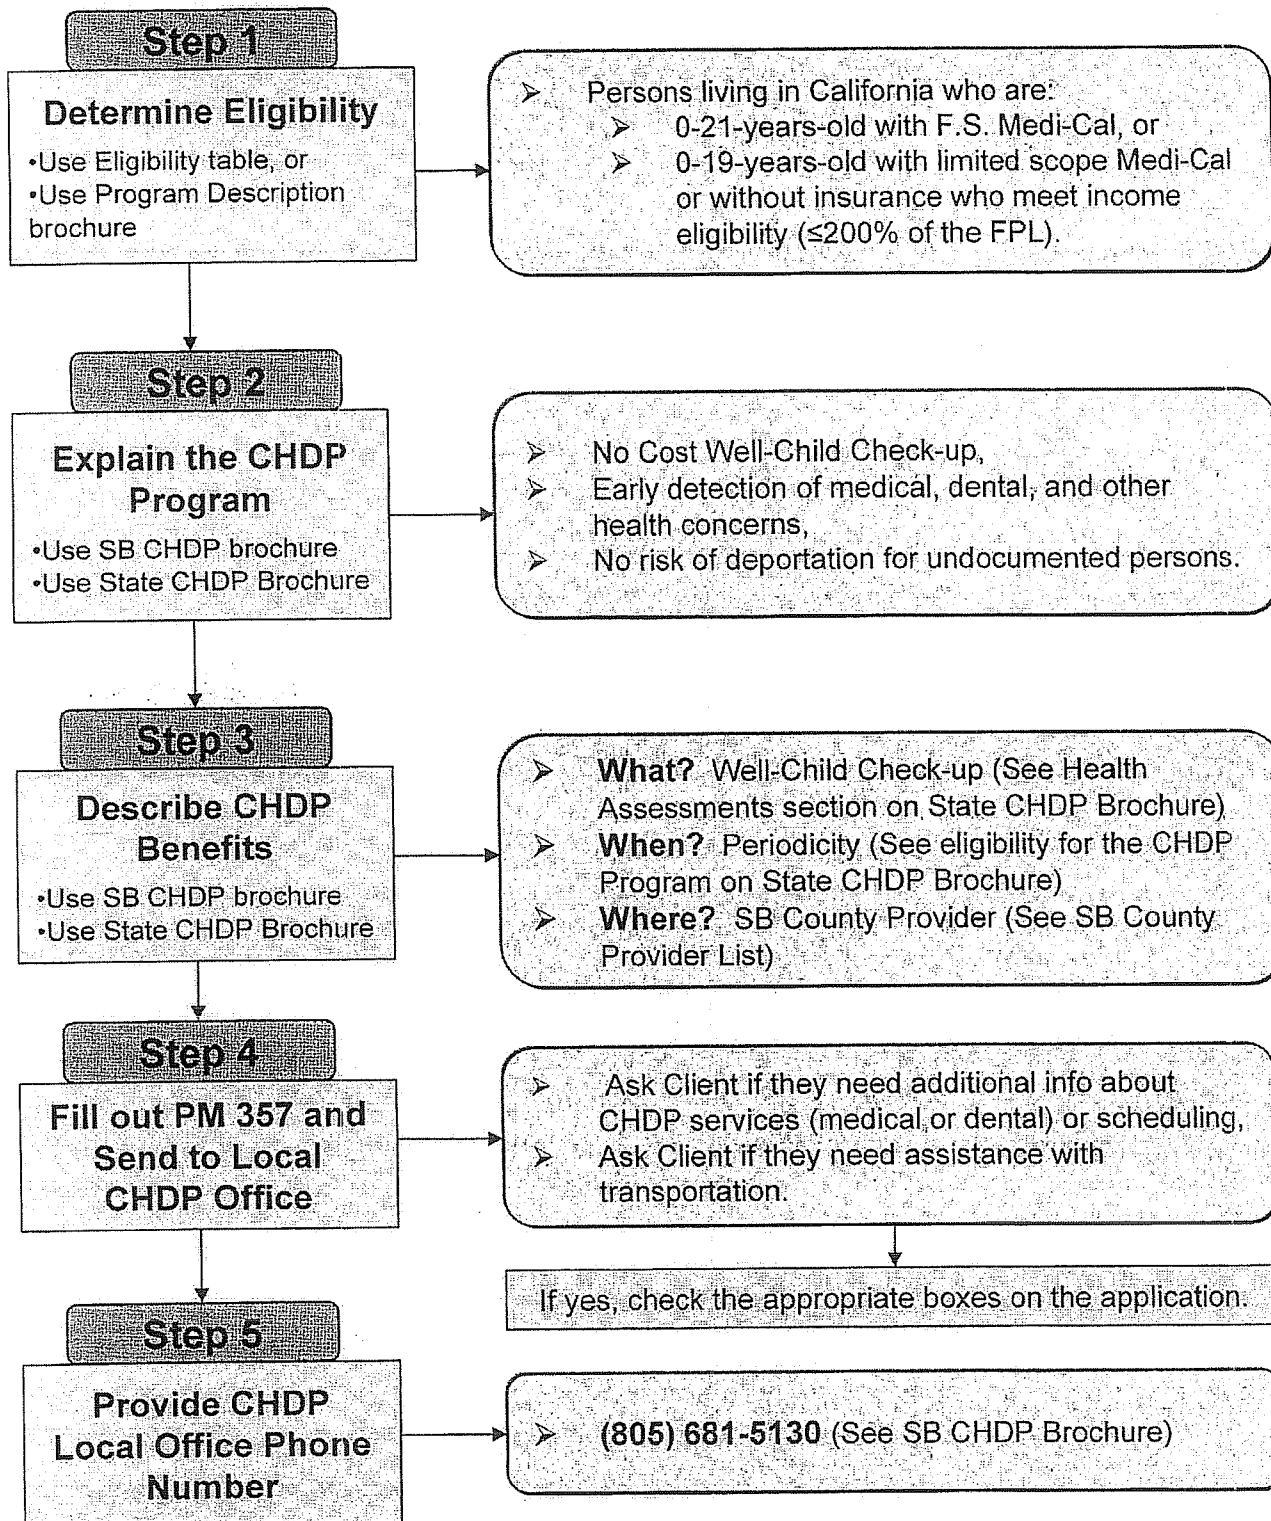 Step 1
Determine Eligibility
•Use Eligibility table, or
•Use Program Description
brochure
➢ Persons living in California who are:
➢ 0-21-years-old with F.S. Medi-Cal, or
➢ 0-19-years-old with limited scope Medi-Cal
or without insurance who meet income
eligibility (≤200% of the FPL).
Step 2
Explain the CHDP
Program
•Use SB CHDP brochure
•Use State CHDP Brochure
➢ No Cost Well-Child Check-up,
➢ Early detection of medical, dental, and other
health concerns,
➢ No risk of deportation for undocumented persons.
Step 3
Describe CHDP
Benefits
•Use SB CHDP brochure
•Use State CHDP Brochure
➢ What? Well-Child Check-up (See Health
Assessments section on State CHDP Brochure)
➢ When? Periodicity (See eligibility for the CHDP
Program on State CHDP Brochure)
➢ Where? SB County Provider (See SB County
Provider List)
Step 4
Fill out PM 357 and
Send to Local
CHDP Office
➢ Ask Client if they need additional info about
CHDP services (medical or dental) or scheduling,
➢ Ask Client if they need assistance with
transportation.
If yes, check the appropriate boxes on the application.
Step 5
Provide CHDP
Local Office Phone
Number
➢ (805) 681-5130 (See SB CHDP Brochure)